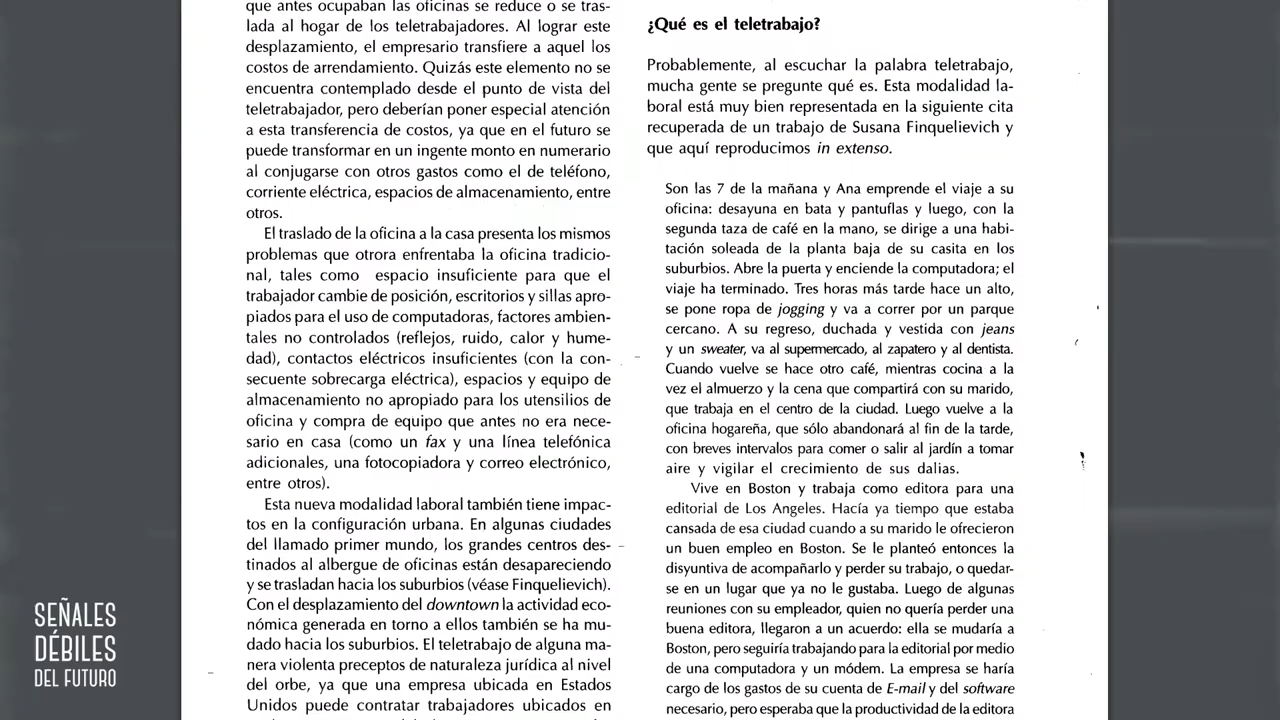 que antes ocupaban las oficinas se reduce o se tras-
lada al hogar de los teletrabajadores. Al lograr este
desplazamiento, el empresario transfiere a aquel los
costos de arrendamiento. Quizás este elemento no se
encuentra contemplado desde el punto de vista del
teletrabajador, pero deberían poner especial atención
a esta transferencia de costos, ya que en el futuro se
puede transformar en un ingente monto en numerario
al conjugarse con otros gastos como el de teléfono,
corriente eléctrica, espacios de almacenamiento, entre
otros.
El traslado de la oficina a la casa presenta los mismos
problemas que otrora enfrentaba la oficina tradicio-
nal, tales como espacio insuficiente para que el
trabajador cambie de posición, escritorios y sillas apro-
piados para el uso de computadoras, factores ambien-
tales no controlados (reflejos, ruido, calor y hume-
dad), contactos eléctricos insuficientes (con la con-
secuente sobrecarga eléctrica), espacios y equipo de
almacenamiento no apropiado para los utensilios de
oficina y compra de equipo que antes no era nece-
sario en casa (como un fax y una línea telefónica
adicionales, una fotocopiadora y correo electrónico,
entre otros).
Esta nueva modalidad laboral también tiene impac-
tos en la configuración urbana. En algunas ciudades
del llamado primer mundo, los grandes centros des-
tinados al albergue de oficinas están desapareciendo
y se trasladan hacia los suburbios (véase Finquelievich).
Con el desplazamiento del downtown la actividad eco-
nómica generada en torno a ellos también se ha mu-
dado hacia los suburbios. El teletrabajo de alguna ma-
nera violenta preceptos de naturaleza jurídica al nivel
del orbe, ya que una empresa ubicada en Estados
Unidos puede contratar trabajadores ubicados en
¿Qué es el teletrabajo?
Probablemente, al escuchar la palabra teletrabajo,
mucha gente se pregunte qué es. Esta modalidad la-
boral está muy bien representada en la siguiente cita
recuperada de un trabajo de Susana Finquelievich y
que aquí reproducimos in extenso.
Son las 7 de la mañana y Ana emprende el viaje a su
oficina: desayuna en bata y pantuflas y luego, con la
segunda taza de café en la mano, se dirige a una habi-
tación soleada de la planta baja de su casita en los
suburbios. Abre la puerta y enciende la computadora; el
viaje ha terminado. Tres horas más tarde hace un alto,
se pone ropa de jogging y va a correr por un parque
cercano. A su regreso, duchada y vestida con jeans
y un sweater, va al supermercado, al zapatero y al dentista.
Cuando vuelve se hace otro café, mientras cocina a la
vez el almuerzo y la cena que compartirá con su marido,
que trabaja en el centro de la ciudad. Luego vuelve a la
oficina hogareña, que sólo abandonará al fin de la tarde,
con breves intervalos para comer o salir al jardín a tomar
aire y vigilar el crecimiento de sus dalias.
Vive en Boston y trabaja como editora para una
editorial de Los Angeles. Hacía ya tiempo que estaba
cansada de esa ciudad cuando a su marido le ofrecieron
un buen empleo en Boston. Se le planteó entonces la
disyuntiva de acompañarlo y perder su trabajo, o quedar-
se en un lugar que ya no le gustaba. Luego de algunas
reuniones con su empleador, quien no quería perder una
buena editora, llegaron a un acuerdo: ella se mudaría a
Boston, pero seguiría trabajando para la editorial por medio
de una computadora y un módem. La empresa se haría
cargo de los gastos de su cuenta de E-mail y del software
necesario, pero esperaba que la productividad de la editora
SEÑALES
DÉBILES
DEL FUTURO